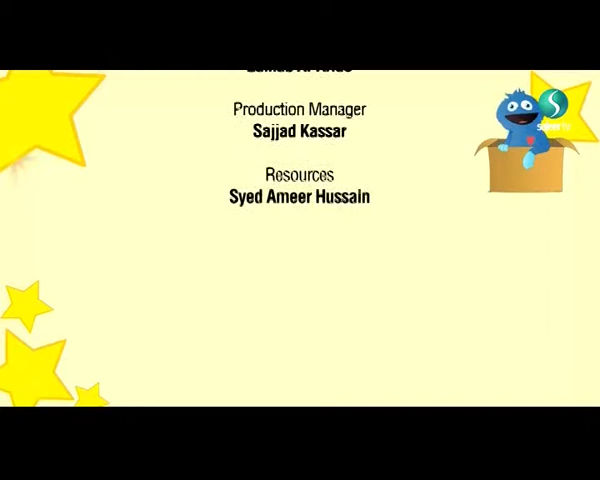 Production Manager
Sajjad Kassar
Resources
Syed Ameer Hussain